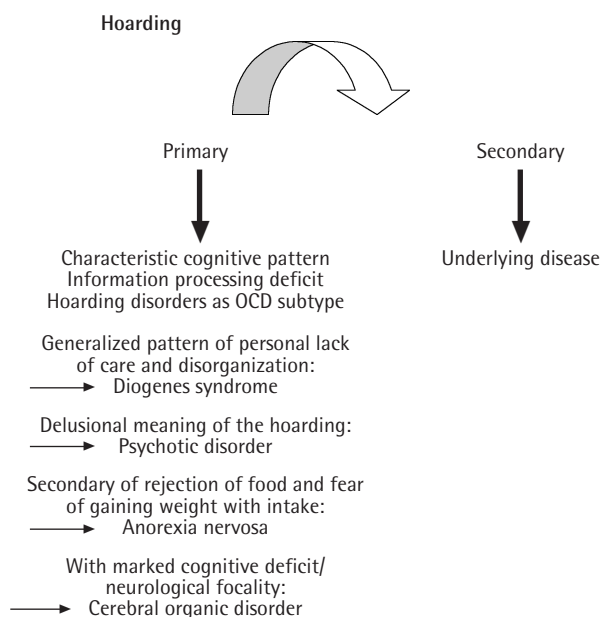 Hoarding
Primary
Secondary
Characteristic cognitive pattern
Information processing deficit
Hoarding disorders as OCD subtype
Underlying disease
Generalized pattern of personal lack
of care and disorganization:
Diogenes syndrome
Delusional meaning of the hoarding:
Psychotic disorder
Secondary of rejection of food and fear
of gaining weight with intake:
Anorexia nervosa
With marked cognitive deficit/
neurological focality:
Cerebral organic disorder